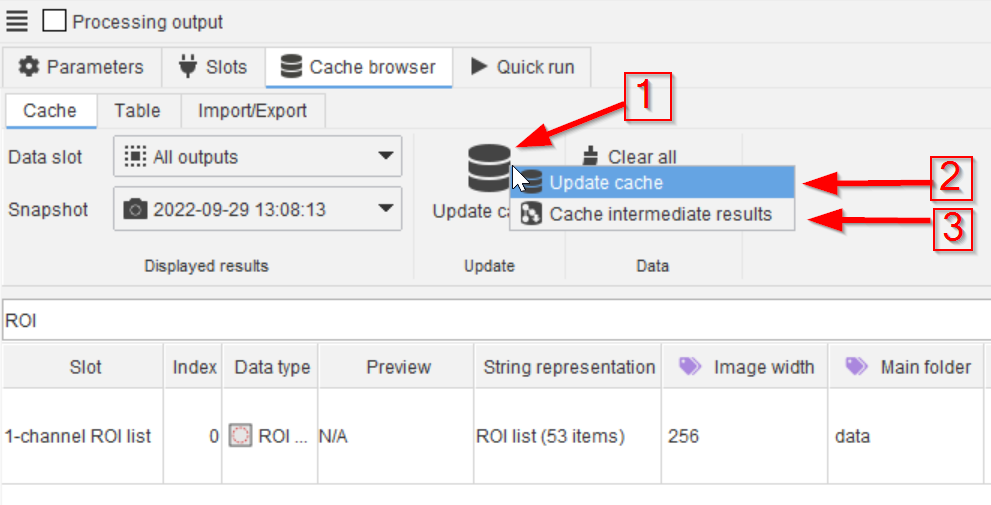 Processing output
Parameters Slots Cache browser Quick run
Cache Table Import/Export
1
Data slot All outputs Clear all
Update cache 2
Snapshot 2022-09-29 13:08:13 Update c
Cache intermediate results 3
Displayed results Update Data
ROI
Slot Index Data type Preview String representation Image width Main folder
1-channel ROI list 0 ROI ... N/A ROI list (53 items) 256 data